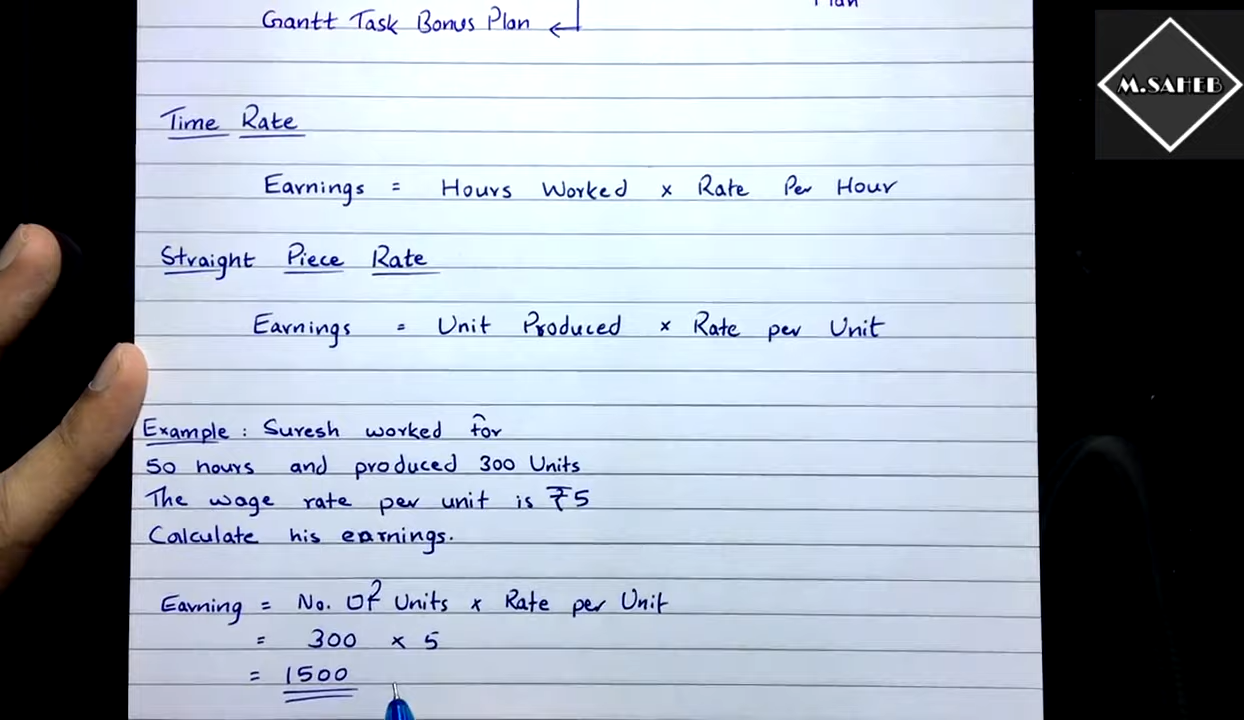 Plan
Gantt Task Bonus Plan
M.SAHEB
Time Rate
Earnings = Hours Worked x Rate Per Hour
Straight Piece Rate
Earnings = Unit Produced x Rate per Unit
Example : Suresh worked for
50 hours and produced 300 Units
The wage rate per unit is ₹5
Calculate his earnings.
Earning = No. Of Units x Rate per Unit
= 300 x 5
= 1500